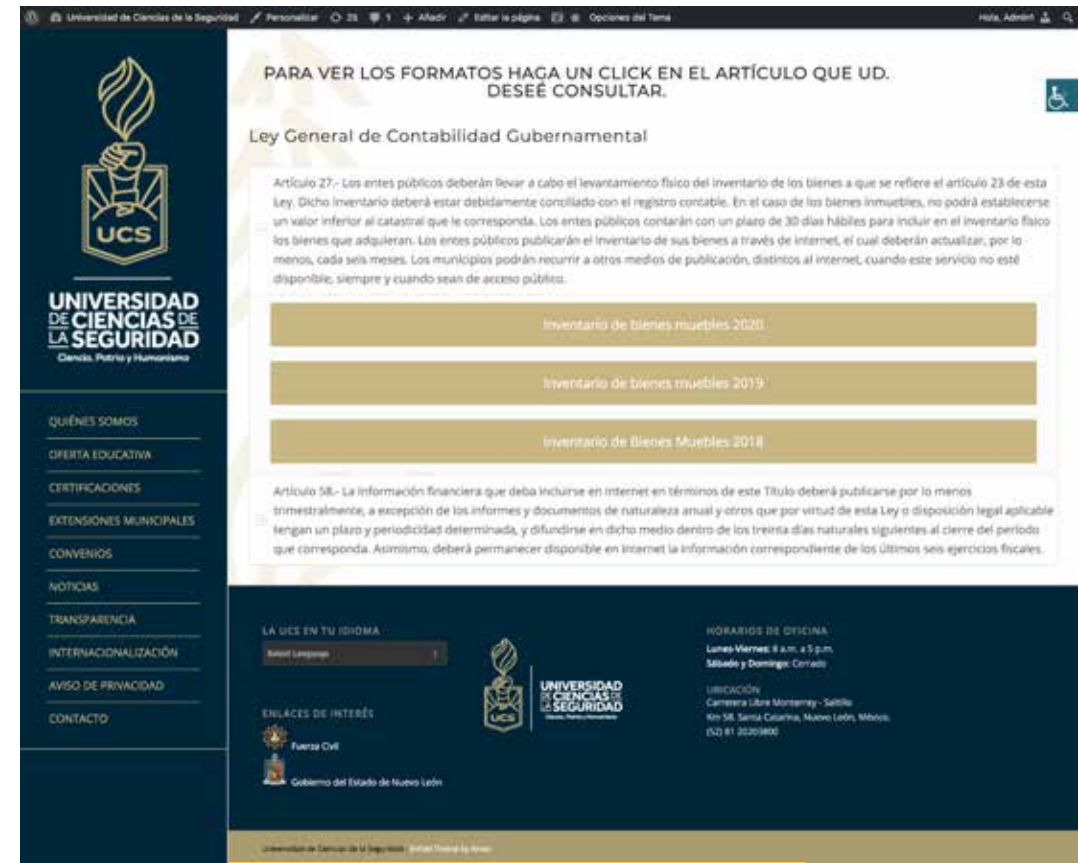 Universidad de Ciencias de la Seguridad Personalizar 28 1 + Añadir Editar la página Opciones del Tema Hola, Admin1
UCS
UNIVERSIDAD
DE CIENCIAS DE
LA SEGURIDAD
Ciencia, Patria y Humanismo
QUIÉNES SOMOS
OFERTA EDUCATIVA
CERTIFICACIONES
EXTENSIONES MUNICIPALES
CONVENIOS
NOTICIAS
TRANSPARENCIA
INTERNACIONALIZACIÓN
AVISO DE PRIVACIDAD
CONTACTO
PARA VER LOS FORMATOS HAGA UN CLICK EN EL ARTÍCULO QUE UD.
DESEÉ CONSULTAR.
Ley General de Contabilidad Gubernamental
Artículo 27.- Los entes públicos deberán llevar a cabo el levantamiento físico del inventario de los bienes a que se refiere el artículo 23 de esta
Ley. Dicho inventario deberá estar debidamente conciliado con el registro contable. En el caso de los bienes inmuebles, no podrá establecerse
un valor inferior al catastral que le corresponda. Los entes públicos contarán con un plazo de 30 días hábiles para incluir en el inventario físico
los bienes que adquieran. Los entes públicos publicarán el inventario de sus bienes a través de internet, el cual deberán actualizar, por lo
menos, cada seis meses. Los municipios podrán recurrir a otros medios de publicación, distintos al internet, cuando este servicio no esté
disponible, siempre y cuando sean de acceso público.
Inventario de bienes muebles 2020
Inventario de bienes muebles 2019
Inventario de Bienes Muebles 2018
Artículo 58.- La información financiera que deba incluirse en internet en términos de este Título deberá publicarse por lo menos
trimestralmente, a excepción de los informes y documentos de naturaleza anual y otros que por virtud de esta Ley o disposición legal aplicable
tengan un plazo y periodicidad determinada, y difundirse en dicho medio dentro de los treinta días naturales siguientes al cierre del período
que corresponda. Asimismo, deberá permanecer disponible en internet la información correspondiente de los últimos seis ejercicios fiscales.
LA UCS EN TU IDIOMA
Select Language
ENLACES DE INTERÉS
Fuerza Civil
Gobierno del Estado de Nuevo León
UCS
UNIVERSIDAD
DE CIENCIAS DE
LA SEGURIDAD
Ciencia, Patria y Humanismo
HORARIOS DE OFICINA
Lunes-Viernes: 8 a.m. a 5 p.m.
Sábado y Domingo: Cerrado
UBICACIÓN
Carretera Libre Monterrey - Saltillo
Km 58. Santa Catarina, Nuevo León, México.
(52) 81 20203800
Universidad de Ciencias de la Seguridad